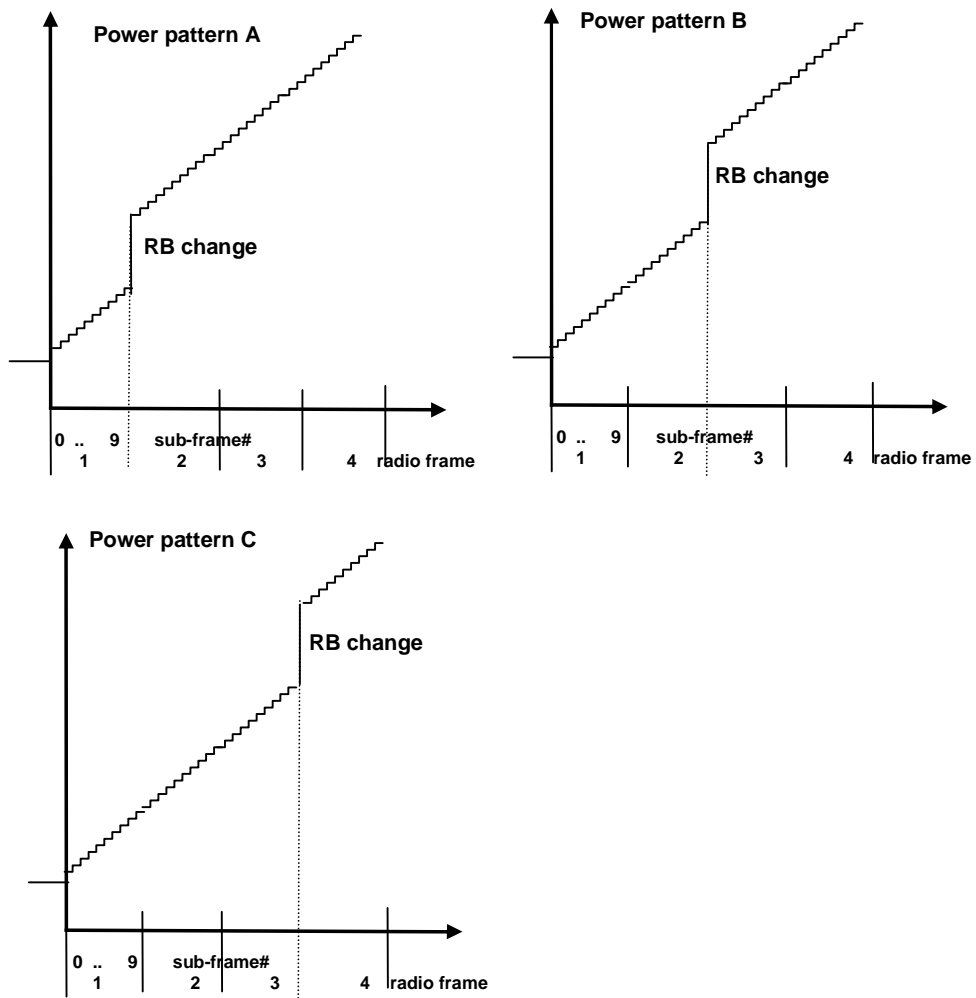 Power pattern A
RB change
0 .. 9 sub-frame#
1 2 3 4 radio frame
Power pattern B
RB change
0 .. 9 sub-frame#
1 2 3 4 radio frame
Power pattern C
RB change
0 .. 9 sub-frame#
1 2 3 4 radio frame